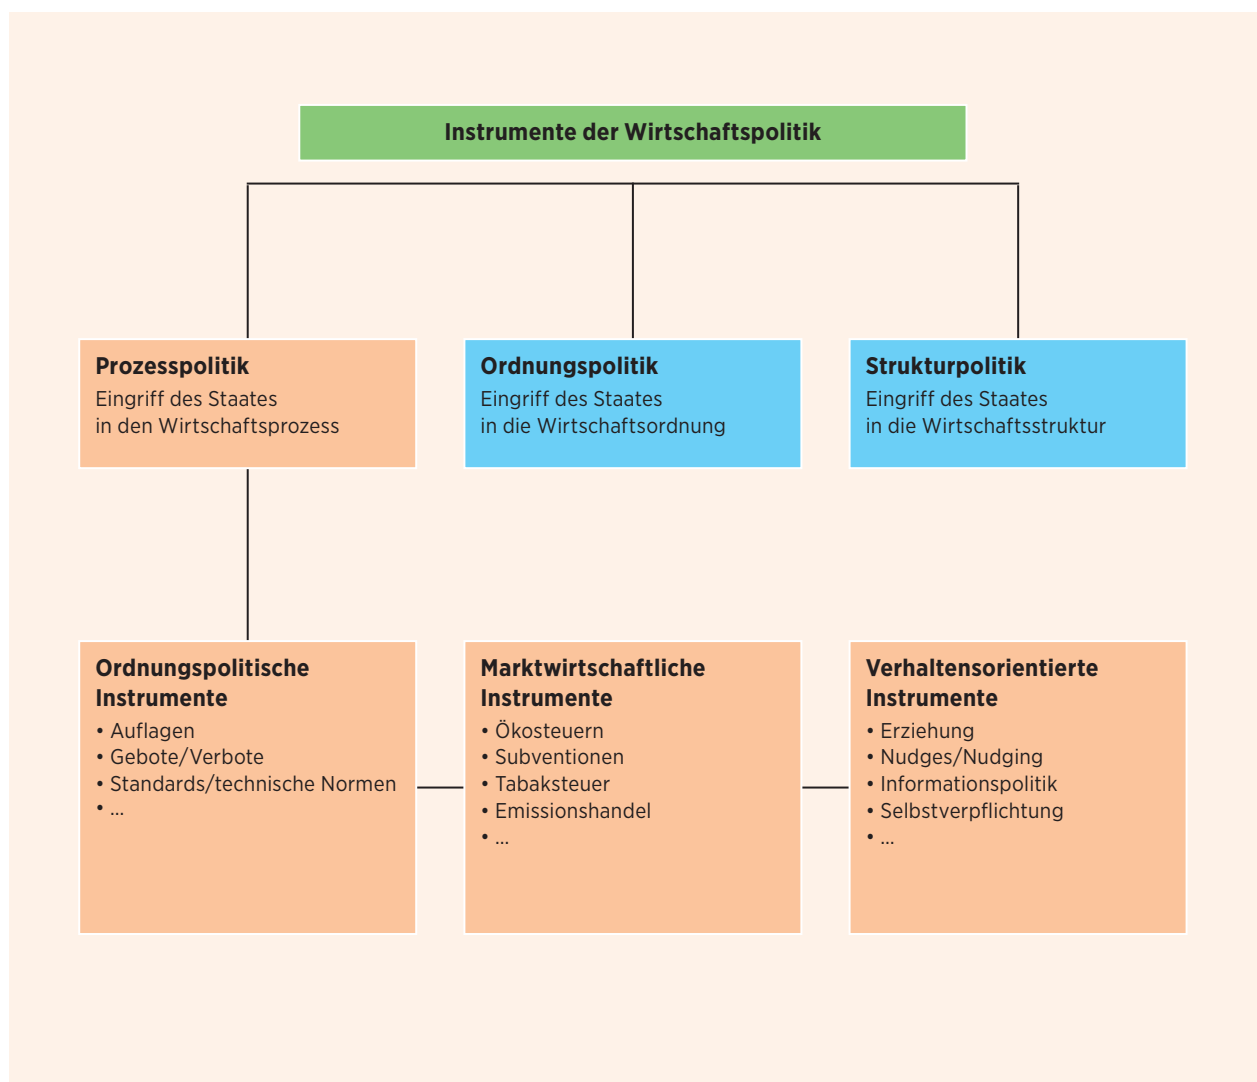 Instrumente der Wirtschaftspolitik
Prozesspolitik
Eingriff des Staates
in den Wirtschaftsprozess
Ordnungspolitik
Eingriff des Staates
in die Wirtschaftsordnung
Strukturpolitik
Eingriff des Staates
in die Wirtschaftsstruktur
Ordnungspolitische
Instrumente
• Auflagen
• Gebote/Verbote
• Standards/technische Normen
• ...
Marktwirtschaftliche
Instrumente
• Ökosteuern
• Subventionen
• Tabaksteuer
• Emissionshandel
• ...
Verhaltensorientierte
Instrumente
• Erziehung
• Nudges/Nudging
• Informationspolitik
• Selbstverpflichtung
• ...